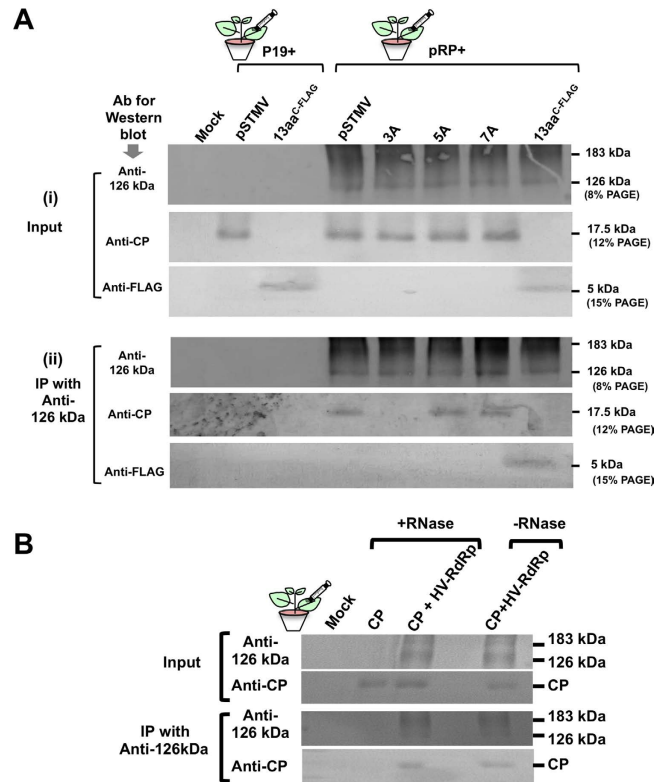 A
P19+
pRP+
Ab for
Western
blot
Mock
pSTMV
13aaC-FLAG
pSTMV
3A
5A
7A
13aaC-FLAG
(i)
Input
Anti-
126 kDa
183 kDa
126 kDa
(8% PAGE)
Anti-CP
17.5 kDa
(12% PAGE)
Anti-FLAG
5 kDa
(15% PAGE)
(ii)
IP with
Anti-
126 kDa
Anti-
126 kDa
183 kDa
126 kDa
(8% PAGE)
Anti-CP
17.5 kDa
(12% PAGE)
Anti-FLAG
5 kDa
(15% PAGE)
B
+RNase
-RNase
Mock
CP
CP + HV-RdRp
CP+HV-RdRp
Input
Anti-
126 kDa
183 kDa
126 kDa
Anti-CP
CP
IP with
Anti-126kDa
Anti-
126 kDa
183 kDa
126 kDa
Anti-CP
CP